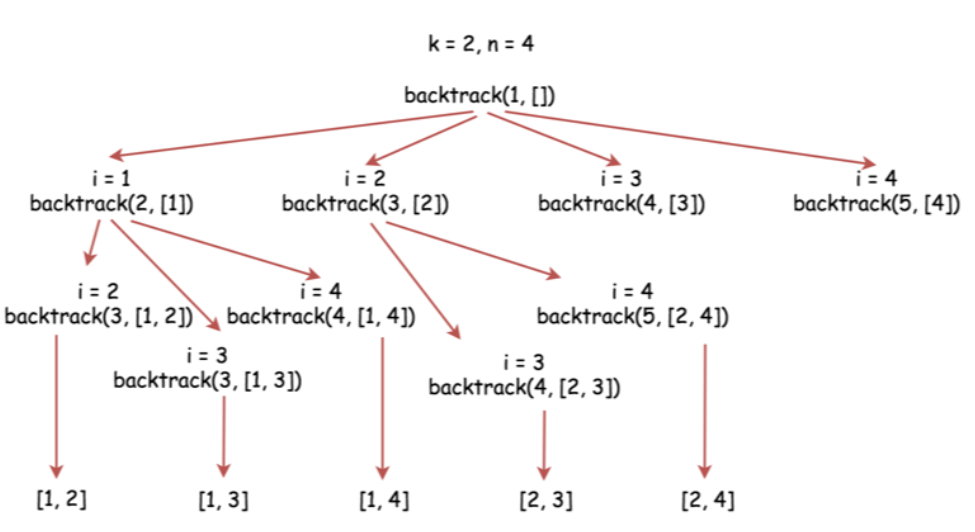 k = 2, n = 4
backtrack(1, [])
i = 1
backtrack(2, [1])
i = 2
backtrack(3, [2])
i = 3
backtrack(4, [3])
i = 4
backtrack(5, [4])
i = 2
backtrack(3, [1, 2])
i = 4
backtrack(4, [1, 4])
i = 4
backtrack(5, [2, 4])
i = 3
backtrack(3, [1, 3])
i = 3
backtrack(4, [2, 3])
[1, 2]
[1, 3]
[1, 4]
[2, 3]
[2, 4]